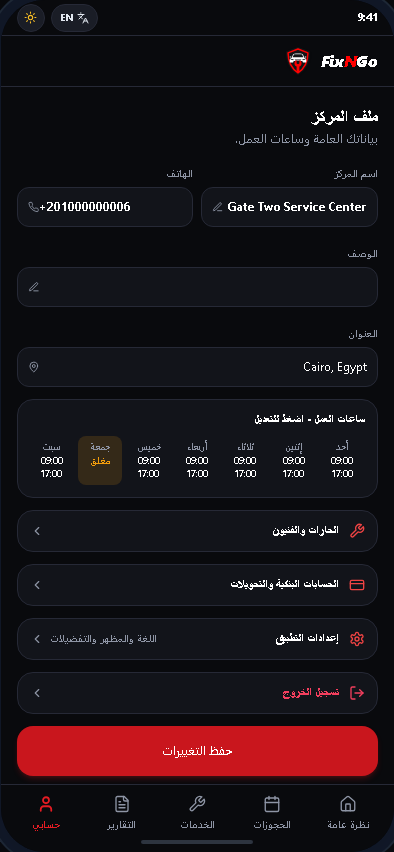 9:41
EN
FixNGo
ملف المركز
بياناتك العامة وساعات العمل.
اسم المركز
الهاتف
Gate Two Service Center
+201000000006
الوصف
العنوان
Cairo, Egypt
ساعات العمل - اضغط للتعديل
أحد إثنين ثلاثاء أربعاء خميس جمعة سبت
09:00 09:00 09:00 09:00 09:00 مغلق 09:00
17:00 17:00 17:00 17:00 17:00 17:00
الحارات والفنيون
الحسابات البنكية والتحويلات
إعدادات التطبيق اللغة والمظهر والتفضيلات
تسجيل الخروج
حفظ التغييرات
نظرة عامة الحجوزات الخدمات التقارير حسابي